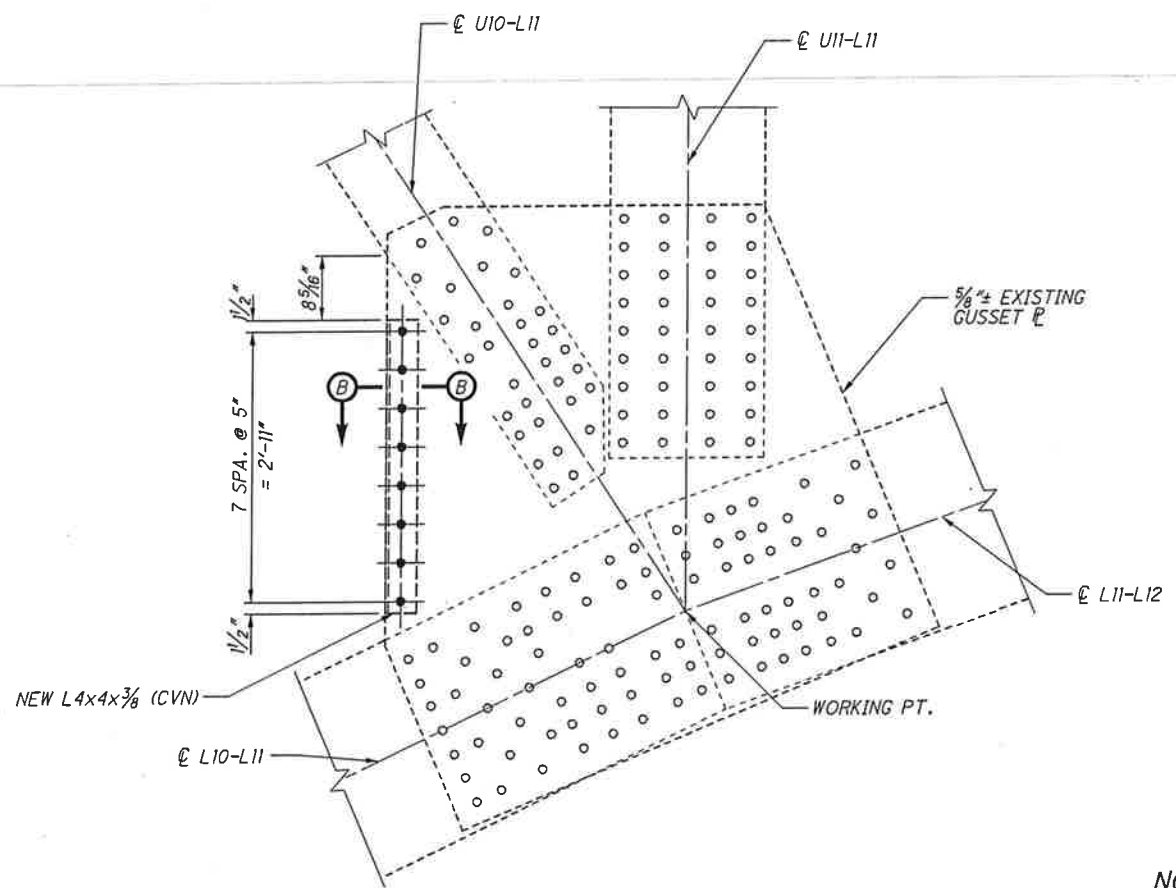 ℄ U10-L11
℄ U11-L11
8 5/16"
1 1/2"
5/8"± EXISTING
GUSSET ℙL
B
B
7 SPA. @ 5"
= 2'-11"
1 1/2"
℄ L11-L12
NEW L4x4x3/8 (CVN)
WORKING PT.
℄ L10-L11